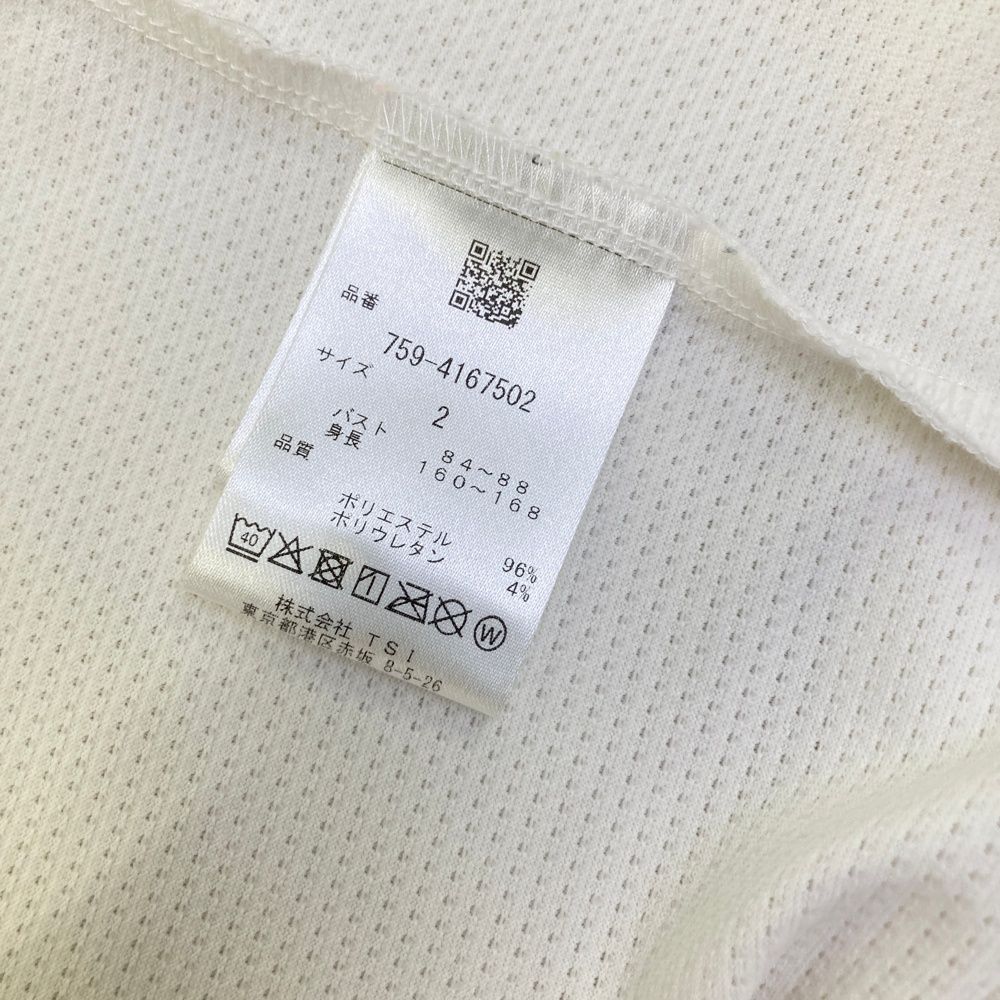 品番
759-4167502
サイズ
2
バスト 84～88
身長 160～168
品質
ポリエステル 96%
ポリウレタン 4%
40
W
株式会社 TSI
東京都港区赤坂 8-5-26